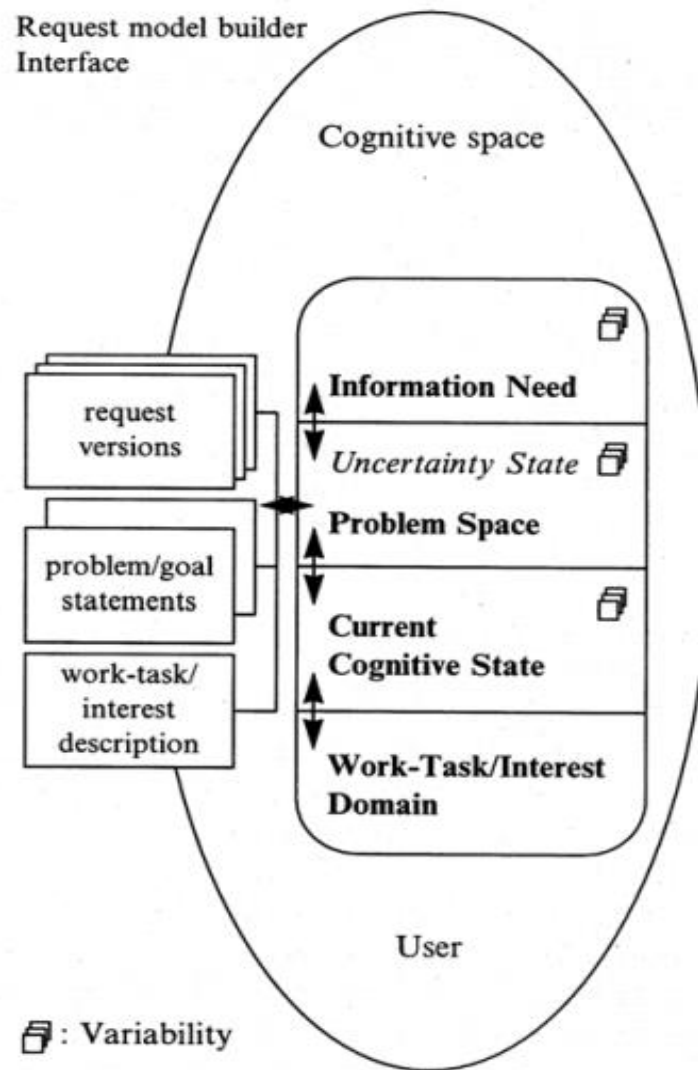 Request model builder
Interface
Cognitive space
Information Need
request
versions
Uncertainty State
Problem Space
problem/goal
statements
Current
Cognitive State
work-task/
interest
description
Work-Task/Interest
Domain
User
: Variability